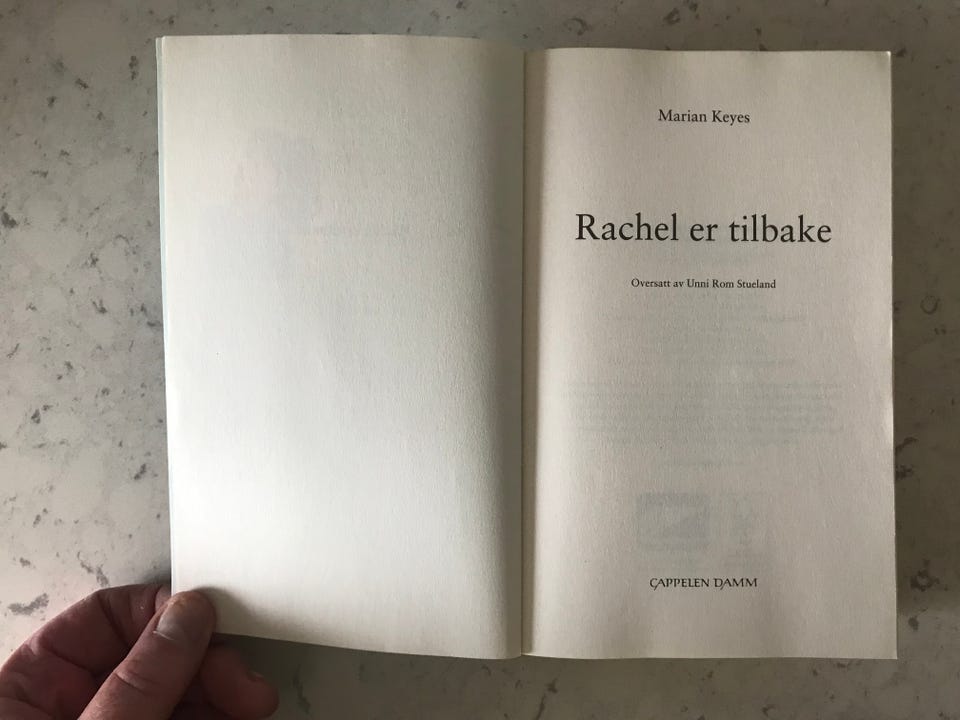 Marian Keyes
Rachel er tilbake
Oversatt av Unni Rom Stueland
CAPPELEN DAMM